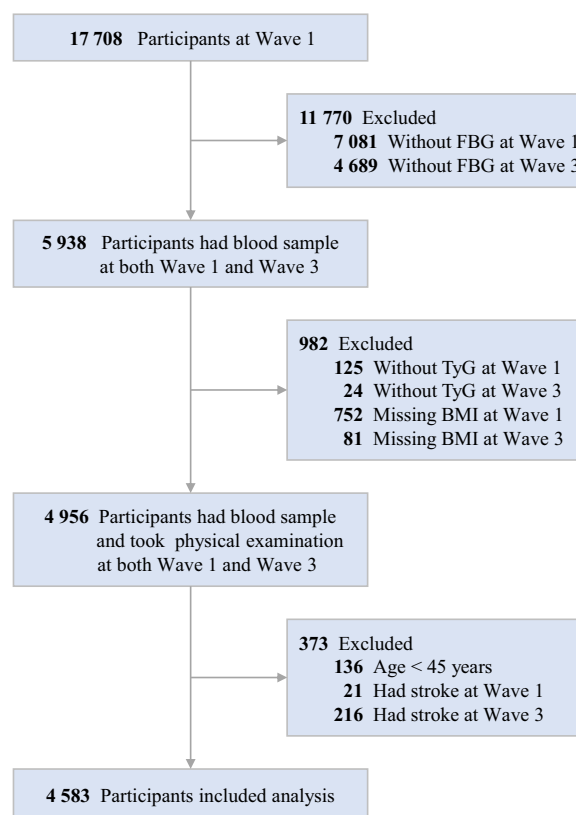 17 708 Participants at Wave 1
11 770 Excluded
7 081 Without FBG at Wave 1
4 689 Without FBG at Wave 3
5 938 Participants had blood sample
at both Wave 1 and Wave 3
982 Excluded
125 Without TyG at Wave 1
24 Without TyG at Wave 3
752 Missing BMI at Wave 1
81 Missing BMI at Wave 3
4 956 Participants had blood sample
and took physical examination
at both Wave 1 and Wave 3
373 Excluded
136 Age < 45 years
21 Had stroke at Wave 1
216 Had stroke at Wave 3
4 583 Participants included analysis